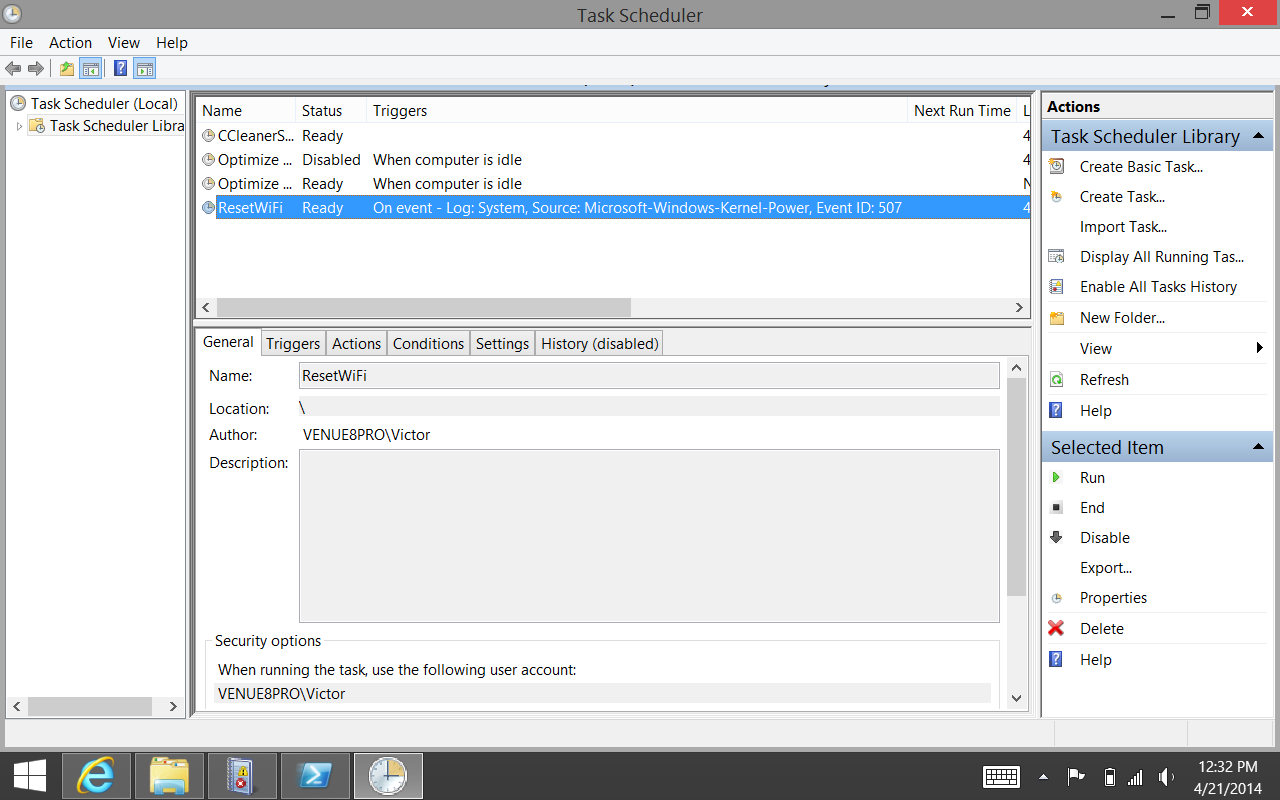 Task Scheduler
File Action View Help
Task Scheduler (Local)
Task Scheduler Libra
Name Status Triggers Next Run Time L
CCleanerS... Ready 4
Optimize ... Disabled When computer is idle 4
Optimize ... Ready When computer is idle N
ResetWiFi Ready On event - Log: System, Source: Microsoft-Windows-Kernel-Power, Event ID: 507 4
General Triggers Actions Conditions Settings History (disabled)
Name: ResetWiFi
Location: \
Author: VENUE8PRO\Victor
Description:
Security options
When running the task, use the following user account:
VENUE8PRO\Victor
Actions
Task Scheduler Library
Create Basic Task...
Create Task...
Import Task...
Display All Running Tas...
Enable All Tasks History
New Folder...
View
Refresh
Help
Selected Item
Run
End
Disable
Export...
Properties
Delete
Help
12:32 PM
4/21/2014